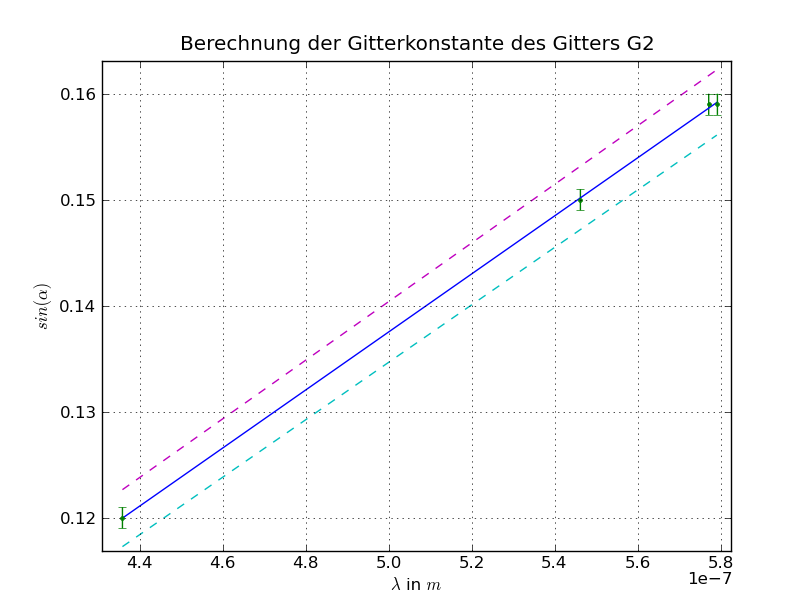 Berechnung der Gitterkonstante des Gitters G2
0.16
0.15
0.14
0.13
0.12
sin(α)
4.4 4.6 4.8 5.0 5.2 5.4 5.6 5.8
1e−7
λ in m